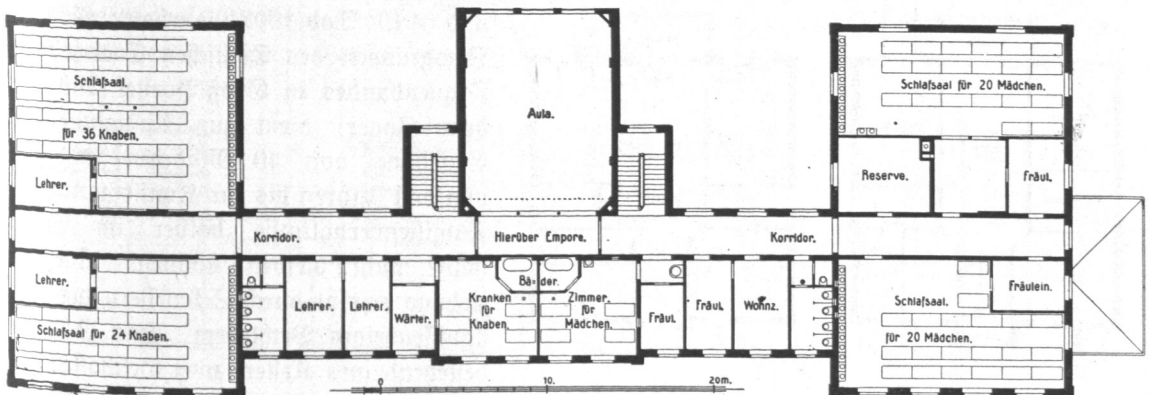 Schlafsaal.
für 36 Knaben.
Lehrer.
Aula.
Schlafsaal für 20 Mädchen.
Reserve.
Fräul.
Korridor.
Hierüber Empore.
Korridor.
Lehrer.
Schlafsaal für 24 Knaben.
Lehrer.
Lehrer.
Wärter.
Bäder.
Kranken
für
Knaben.
Zimmer
für
Mädchen.
Fräul.
Fräul.
Wohnz.
Schlafsaal.
für 20 Mädchen.
Fräulein.
0 10. 20m.